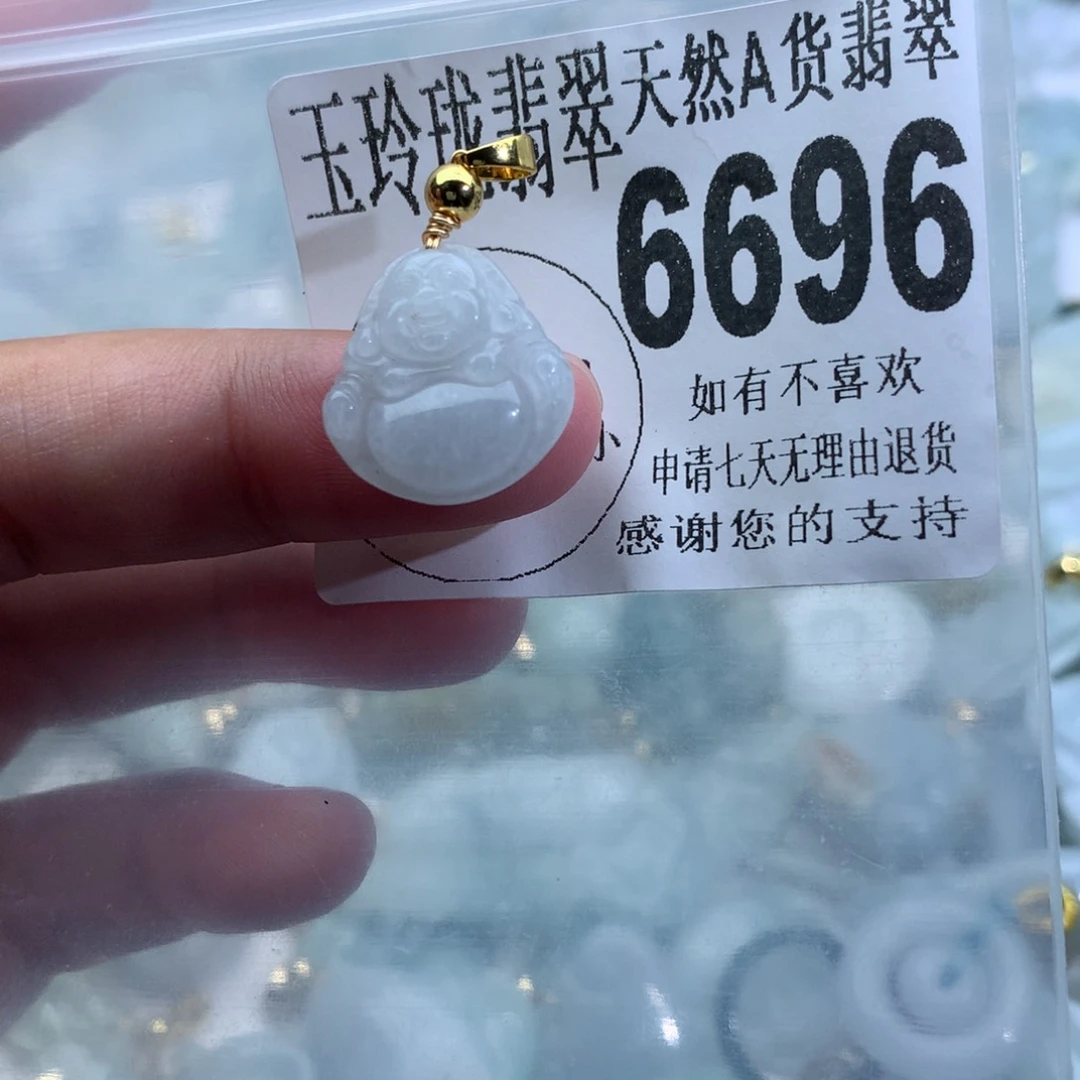 玉玲珑翡翠天然A货翡翠
6696
如有不喜欢
申请七天无理由退货
感谢您的支持